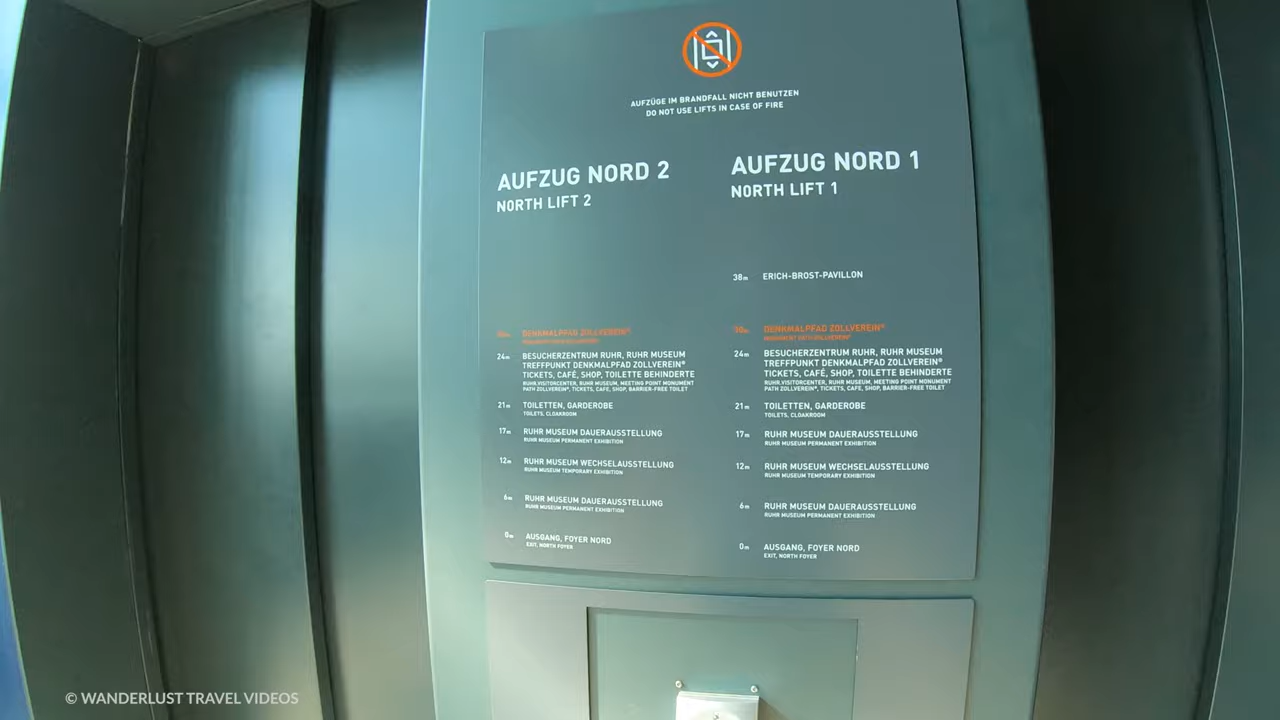 AUFZÜGE IM BRANDFALL NICHT BENUTZEN
DO NOT USE LIFTS IN CASE OF FIRE
AUFZUG NORD 2
NORTH LIFT 2
30m DENKMALPFAD ZOLLVEREIN®
24m BESUCHERZENTRUM RUHR, RUHR MUSEUM
TREFFPUNKT DENKMALPFAD ZOLLVEREIN®
TICKETS, CAFÉ, SHOP, TOILETTE BEHINDERTE
RUHR.VISITORCENTER, RUHR MUSEUM, MEETING POINT MONUMENT
PATH ZOLLVEREIN®, TICKETS, CAFE, SHOP, BARRIER-FREE TOILET
21m TOILETTEN, GARDEROBE
TOILETS, CLOAKROOM
17m RUHR MUSEUM DAUERAUSSTELLUNG
RUHR MUSEUM PERMANENT EXHIBITION
12m RUHR MUSEUM WECHSELAUSSTELLUNG
RUHR MUSEUM TEMPORARY EXHIBITION
6m RUHR MUSEUM DAUERAUSSTELLUNG
RUHR MUSEUM PERMANENT EXHIBITION
0m AUSGANG, FOYER NORD
EXIT, NORTH FOYER
AUFZUG NORD 1
NORTH LIFT 1
38m ERICH-BROST-PAVILLON
30m DENKMALPFAD ZOLLVEREIN®
MONUMENT PATH ZOLLVEREIN®
24m BESUCHERZENTRUM RUHR, RUHR MUSEUM
TREFFPUNKT DENKMALPFAD ZOLLVEREIN®
TICKETS, CAFÉ, SHOP, TOILETTE BEHINDERTE
RUHR.VISITORCENTER, RUHR MUSEUM, MEETING POINT MONUMENT
PATH ZOLLVEREIN®, TICKETS, CAFE, SHOP, BARRIER-FREE TOILET
21m TOILETTEN, GARDEROBE
TOILETS, CLOAKROOM
17m RUHR MUSEUM DAUERAUSSTELLUNG
RUHR MUSEUM PERMANENT EXHIBITION
12m RUHR MUSEUM WECHSELAUSSTELLUNG
RUHR MUSEUM TEMPORARY EXHIBITION
6m RUHR MUSEUM DAUERAUSSTELLUNG
RUHR MUSEUM PERMANENT EXHIBITION
0m AUSGANG, FOYER NORD
EXIT, NORTH FOYER
© WANDERLUST TRAVEL VIDEOS